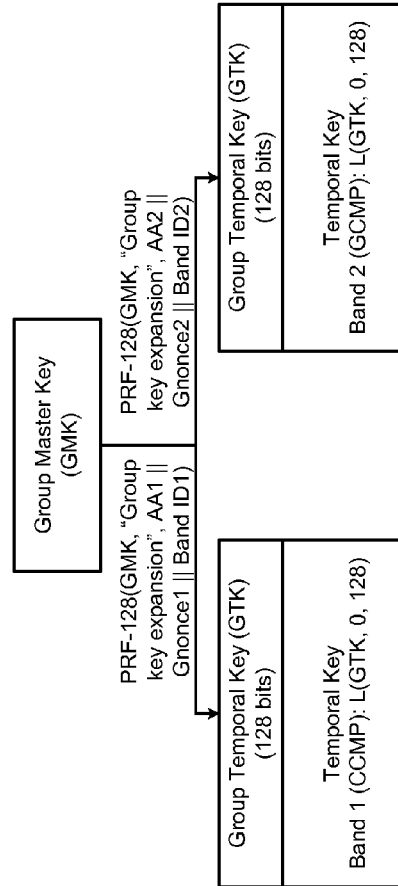 Group Master Key
(GMK)
PRF-128(GMK, “Group
key expansion”, AA1 ||
Gnonce1 || Band ID1)
PRF-128(GMK, “Group
key expansion”, AA2 ||
Gnonce2 || Band ID2)
Group Temporal Key (GTK)
(128 bits)
Temporal Key
Band 1 (CCMP): L(GTK, 0, 128)
Group Temporal Key (GTK)
(128 bits)
Temporal Key
Band 2 (GCMP): L(GTK, 0, 128)